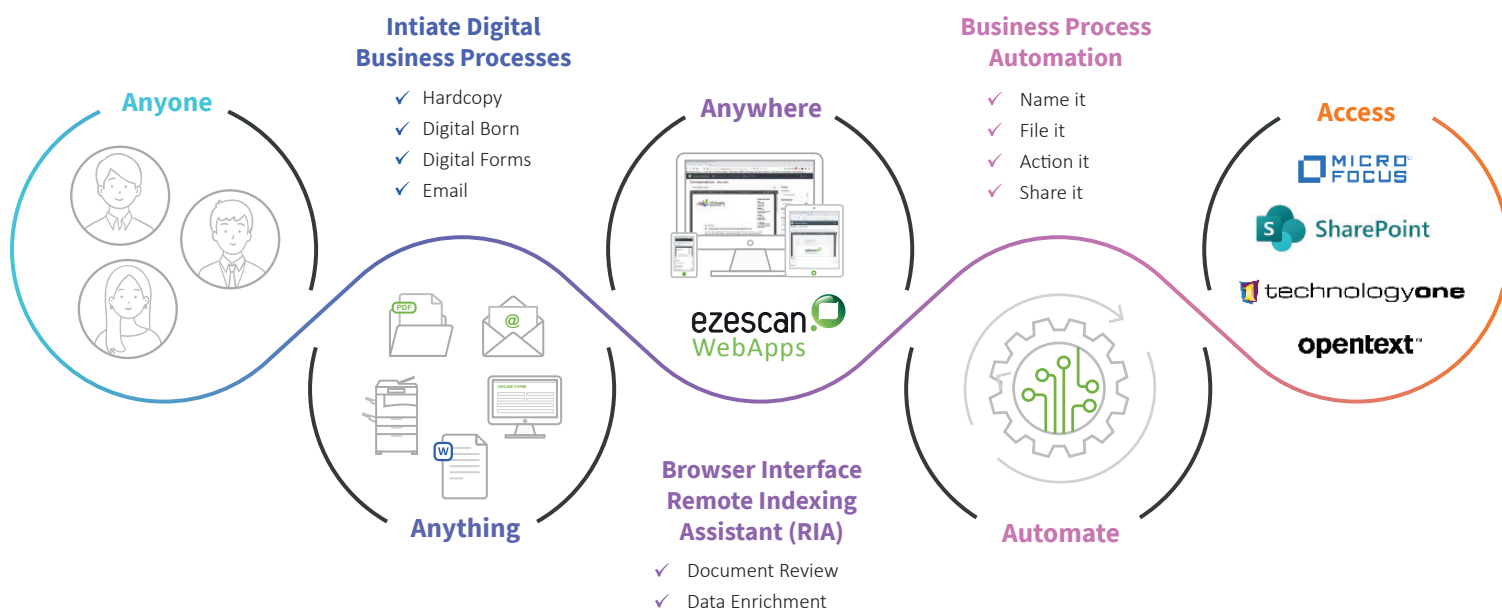 Anyone
Intiate Digital
Business Processes
✓ Hardcopy
✓ Digital Born
✓ Digital Forms
✓ Email
PDF
@
ONLINE FORM
W
Anything
Anywhere
ezescan
WebApps
Browser Interface
Remote Indexing
Assistant (RIA)
✓ Document Review
✓ Data Enrichment
Business Process
Automation
✓ Name it
✓ File it
✓ Action it
✓ Share it
Automate
Access
MICRO
FOCUS
S SharePoint
technologyone
opentext™